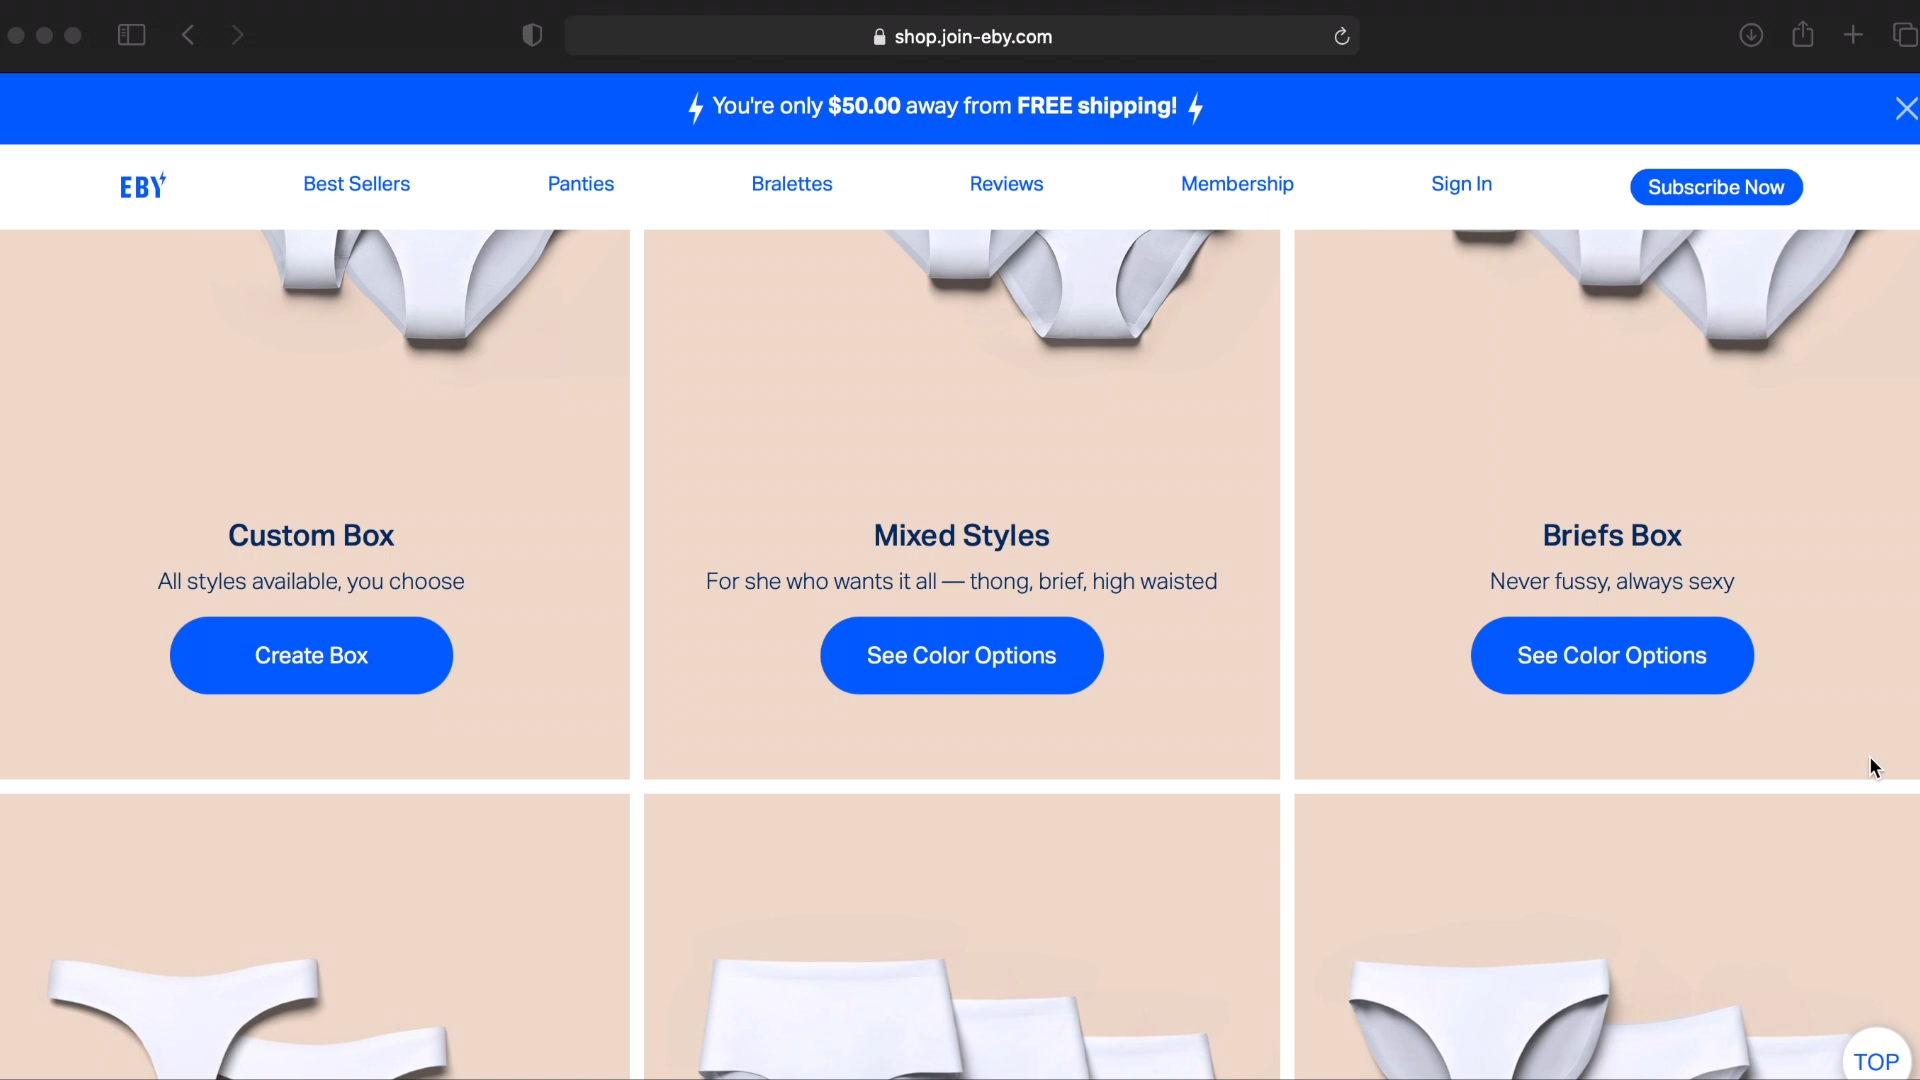 shop.join-eby.com
You're only $50.00 away from FREE shipping!
EBY
Best Sellers
Panties
Bralettes
Reviews
Membership
Sign In
Subscribe Now
Custom Box
All styles available, you choose
Create Box
Mixed Styles
For she who wants it all — thong, brief, high waisted
See Color Options
Briefs Box
Never fussy, always sexy
See Color Options
TOP